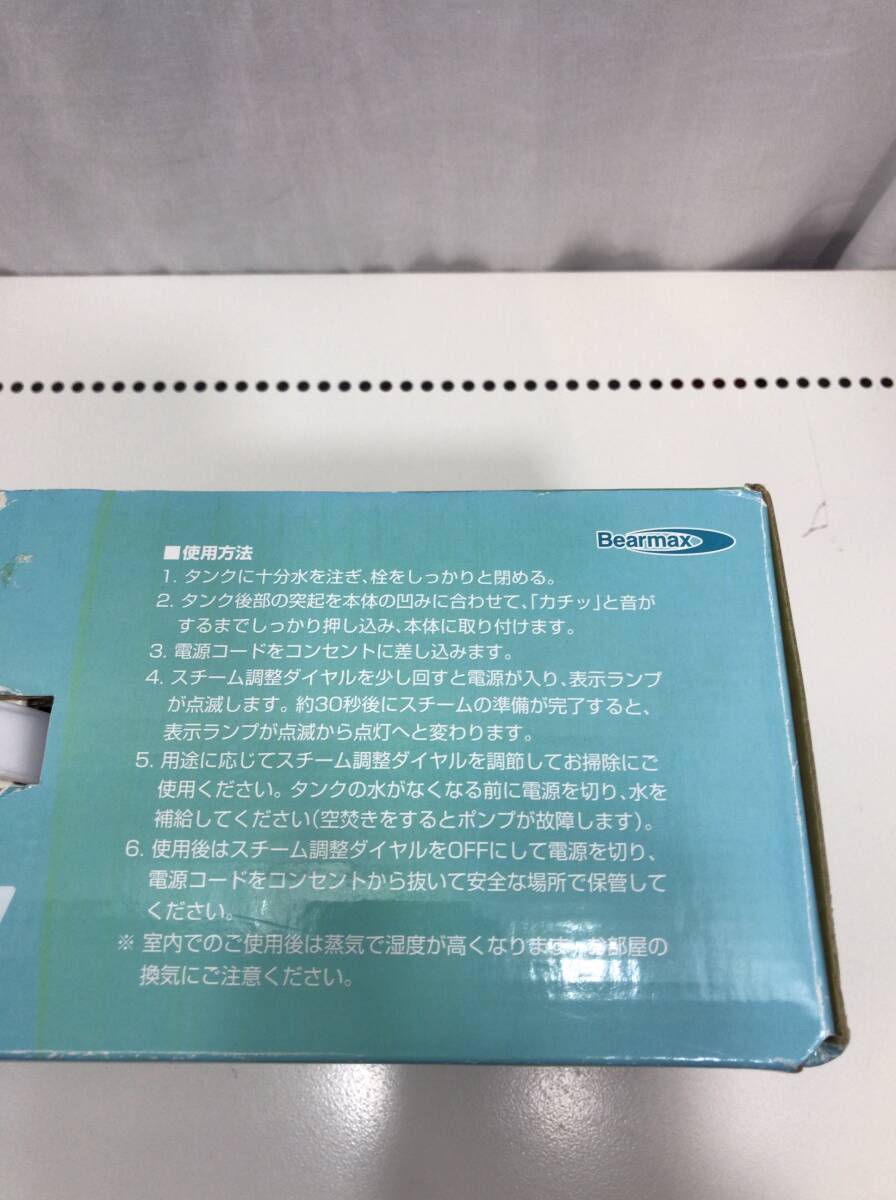 Bearmax
■使用方法
1. タンクに十分水を注ぎ、栓をしっかりと閉める。
2. タンク後部の突起を本体の凹みに合わせて、「カチッ」と音が
するまでしっかり押し込み、本体に取り付けます。
3. 電源コードをコンセントに差し込みます。
4. スチーム調整ダイヤルを少し回すと電源が入り、表示ランプ
が点滅します。約30秒後にスチームの準備が完了すると、
表示ランプが点滅から点灯へと変わります。
5. 用途に応じてスチーム調整ダイヤルを調節してお掃除にご
使用ください。タンクの水がなくなる前に電源を切り、水を
補給してください(空焚きをするとポンプが故障します)。
6. 使用後はスチーム調整ダイヤルをOFFにして電源を切り、
電源コードをコンセントから抜いて安全な場所で保管して
ください。
※ 室内でのご使用後は蒸気で湿度が高くなります。お部屋の
換気にご注意ください。